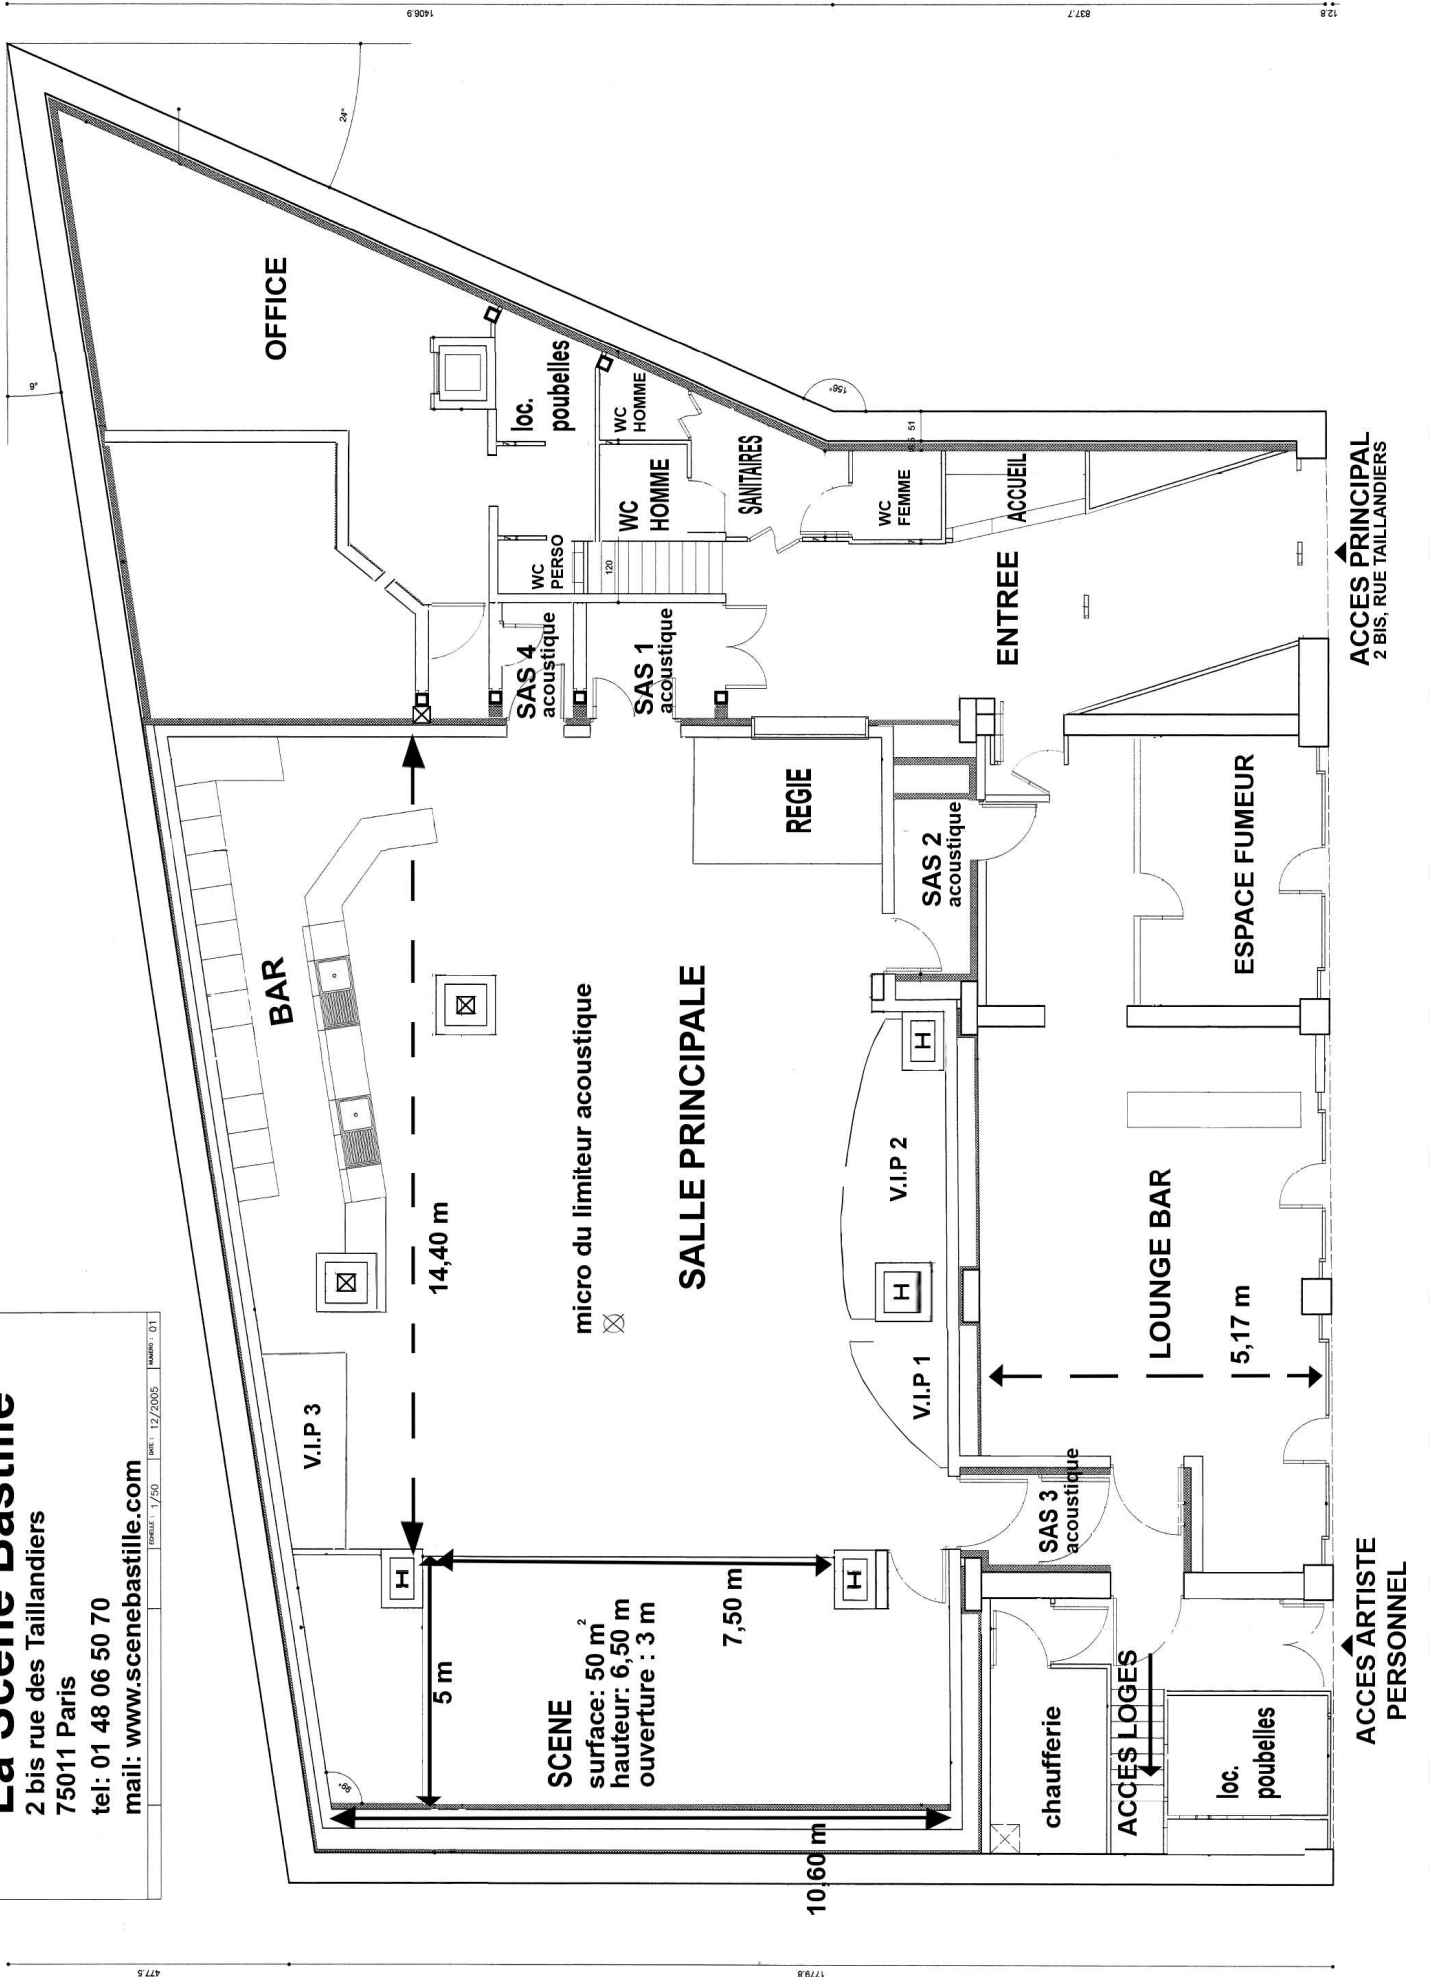 La Scène Bastille
2 bis rue des Taillandiers
75011 Paris
tel: 01 48 06 50 70
mail: www.scenebastille.com
ECHELLE : 1/50
DATE : 12/2005
NUMERO : 01
SCENE
surface: 50 m²
hauteur: 6,50 m
ouverture : 3 m
5 m
7,50 m
10,60 m
99°
H
H
V.I.P 3
14,40 m
BAR
micro du limiteur acoustique
SALLE PRINCIPALE
V.I.P 1
V.I.P 2
H
H
REGIE
SAS 1
acoustique
SAS 2
acoustique
SAS 3
acoustique
SAS 4
acoustique
OFFICE
loc.
poubelles
WC
HOMME
WC
HOMME
WC
PERSO
120
SANITAIRES
WC
FEMME
ACCUEIL
ENTREE
ESPACE FUMEUR
LOUNGE BAR
5,17 m
chaufferie
ACCES LOGES
loc.
poubelles
ACCES ARTISTE
PERSONNEL
ACCES PRINCIPAL
2 BIS, RUE TAILLANDIERS
24°
156°
51
1406.9
837.7
12.8
477.5
1779.8